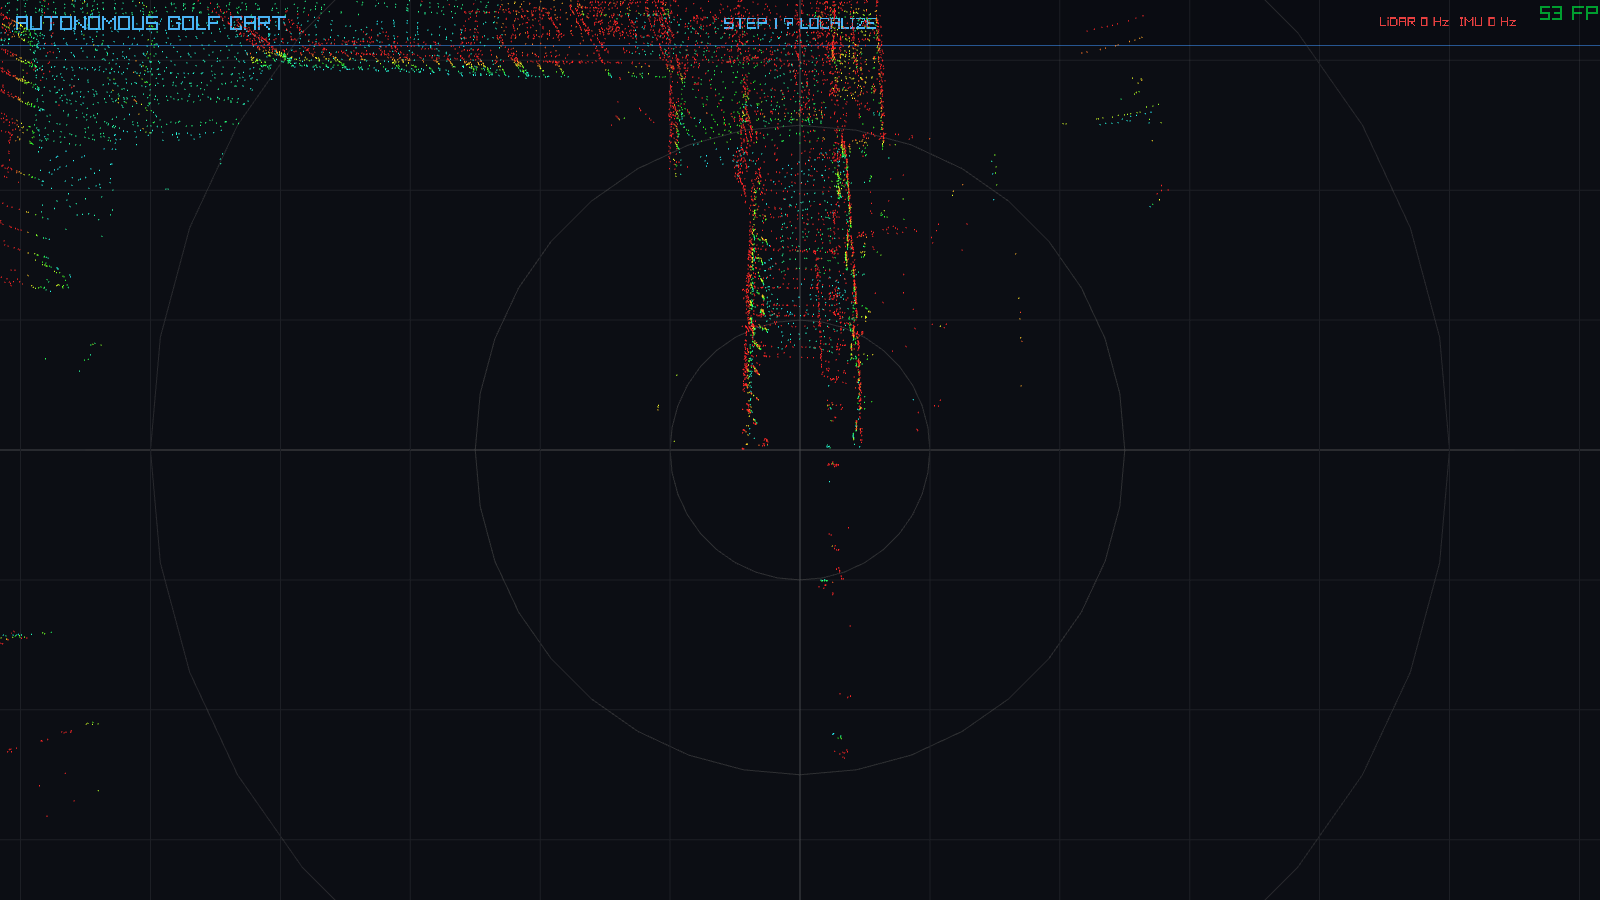 AUTONOMOUS GOLF CART
STEP 1 ? LOCALIZE
LiDAR 0 Hz IMU 0 Hz
53 FP